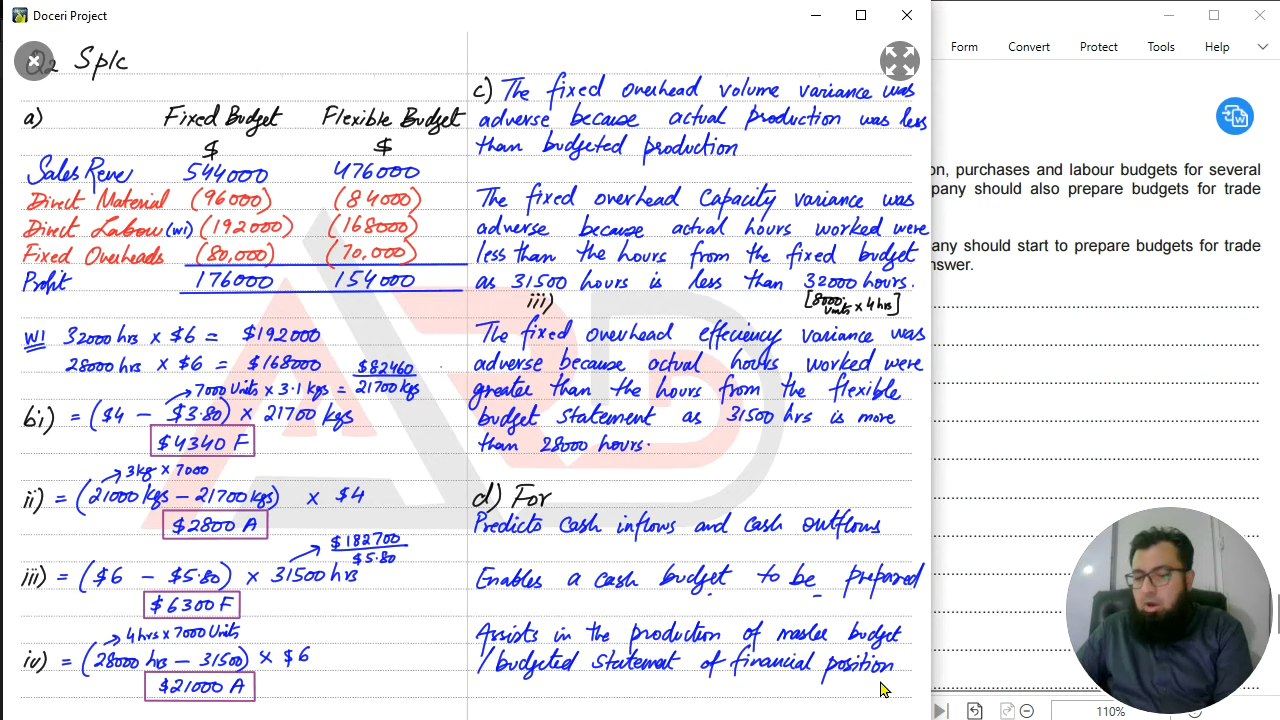 Doceri Project
Q2 Splc
a) Fixed Budget Flexible Budget
$ $
Sales Reve 544000 476000
Direct Material (96000) (84000)
Direct Labour (W1) (192000) (168000)
Fixed Overheads (80,000) (70,000)
Profit 176000 154000
W1 32000 hrs x $6 = $192000
28000 hrs x $6 = $168000 $82460
7000 Units x 3.1 kgs = 21700 kgs
bi) = ($4 - $3.80) x 21700 kgs
$4340 F
3kg x 7000
ii) = (21000 kgs - 21700 kgs) x $4
$2800 A
$182700
$5.80
iii) = ($6 - $5.80) x 31500 hrs
$6300 F
4 hrs x 7000 Units
iv) = (28000 hrs - 31500) x $6
$21000 A
c) The fixed overhead volume variance was
adverse because actual production was less
than budgeted production
The fixed overhead Capacity variance was
adverse because actual hours worked were
less than the hours from the fixed budget
as 31500 hours is less than 32000 hours.
iii) [8000 Units x 4 hrs]
The fixed overhead efficiency variance was
adverse because actual hours worked were
greater than the hours from the flexible
budget statement as 31500 hrs is more
than 28000 hours.
d) For
Predicts cash inflows and cash outflows
Enables a cash budget to be prepared
Assists in the production of master budget
/ budgeted statement of financial position
Form Convert Protect Tools Help
on, purchases and labour budgets for several
pany should also prepare budgets for trade
any should start to prepare budgets for trade
nswer.
110%